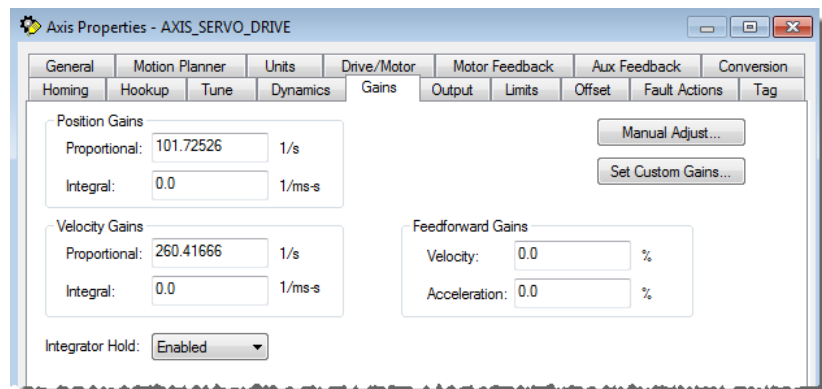 Axis Properties - AXIS_SERVO_DRIVE
General Motion Planner Units Drive/Motor Motor Feedback Aux Feedback Conversion
Homing Hookup Tune Dynamics Gains Output Limits Offset Fault Actions Tag
Position Gains
Proportional: 101.72526 1/s
Integral: 0.0 1/ms-s
Manual Adjust...
Set Custom Gains...
Velocity Gains
Proportional: 260.41666 1/s
Integral: 0.0 1/ms-s
Feedforward Gains
Velocity: 0.0 %
Acceleration: 0.0 %
Integrator Hold: Enabled